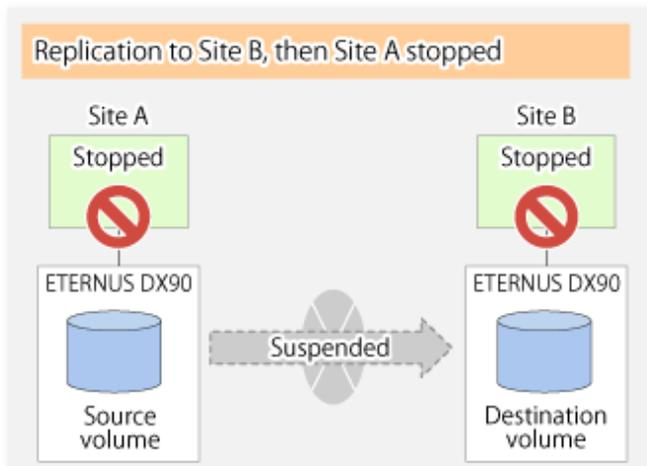 Replication to Site B, then Site A stopped
Site A
Site B
Stopped
Stopped
ETERNUS DX90
ETERNUS DX90
Suspended
Source
volume
Destination
volume